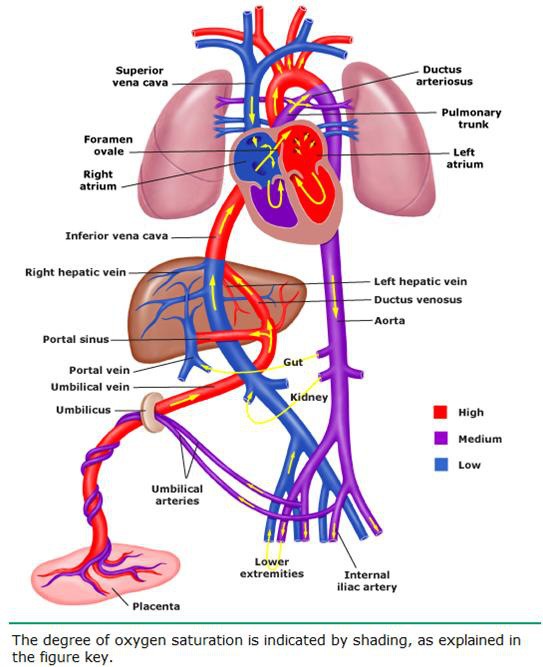 Superior
vena cava
Ductus
arteriosus
Pulmonary
trunk
Foramen
ovale
Left
atrium
Right
atrium
Inferior vena cava
Right hepatic vein
Left hepatic vein
Ductus venosus
Aorta
Portal sinus
Gut
Portal vein
Umbilical vein
Kidney
Umbilicus
High
Medium
Low
Umbilical
arteries
Lower
extremities
Internal
iliac artery
Placenta
The degree of oxygen saturation is indicated by shading, as explained in
the figure key.